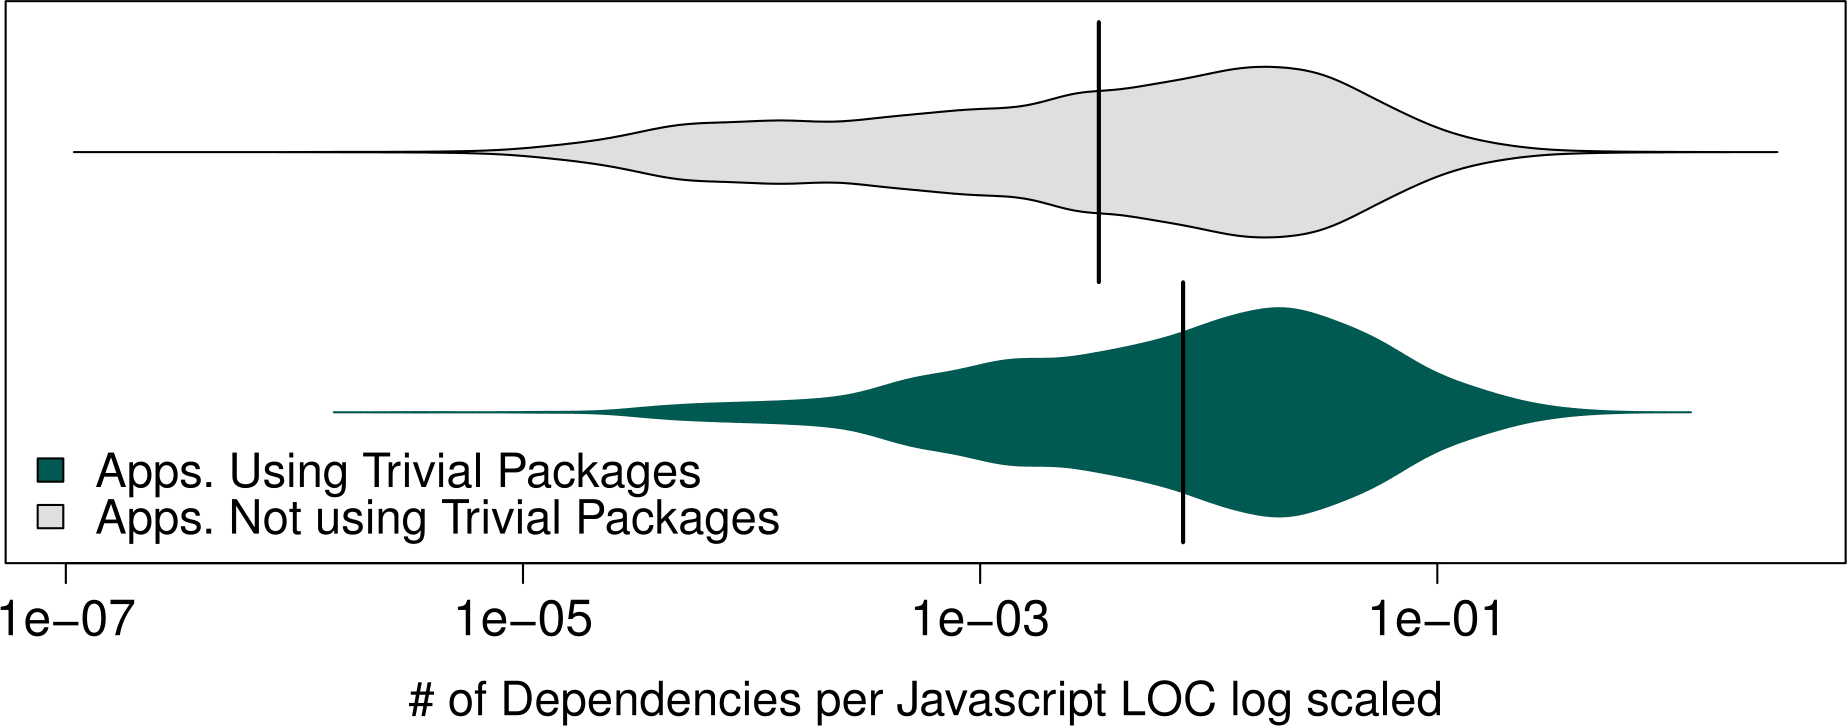 Apps. Using Trivial Packages
Apps. Not using Trivial Packages
1e−07 1e−05 1e−03 1e−01
# of Dependencies per Javascript LOC log scaled